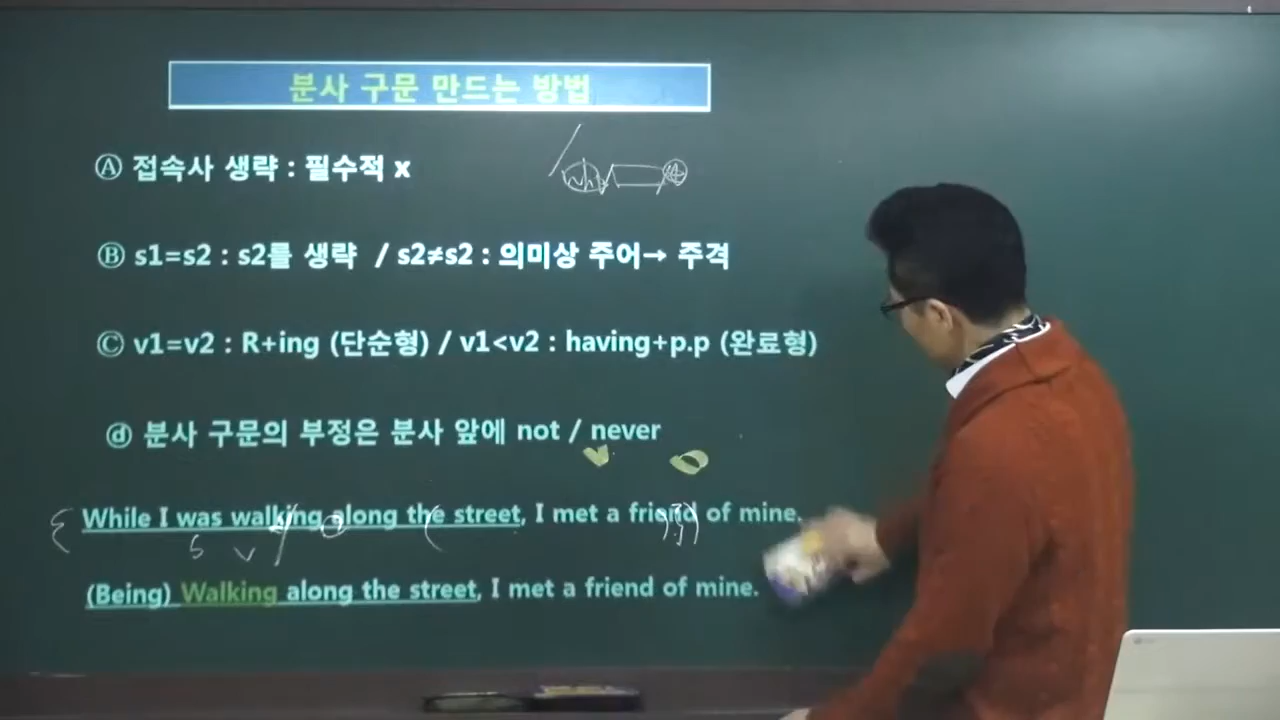 분사 구문 만드는 방법
Ⓐ 접속사 생략 : 필수적 x
Ⓑ s1=s2 : s2를 생략 / s2≠s2 : 의미상 주어→ 주격
Ⓒ v1=v2 : R+ing (단순형) / v1<v2 : having+p.p (완료형)
ⓓ 분사 구문의 부정은 분사 앞에 not / never
While I was walking along the street, I met a friend of mine.
S V
(Being) Walking along the street, I met a friend of mine.